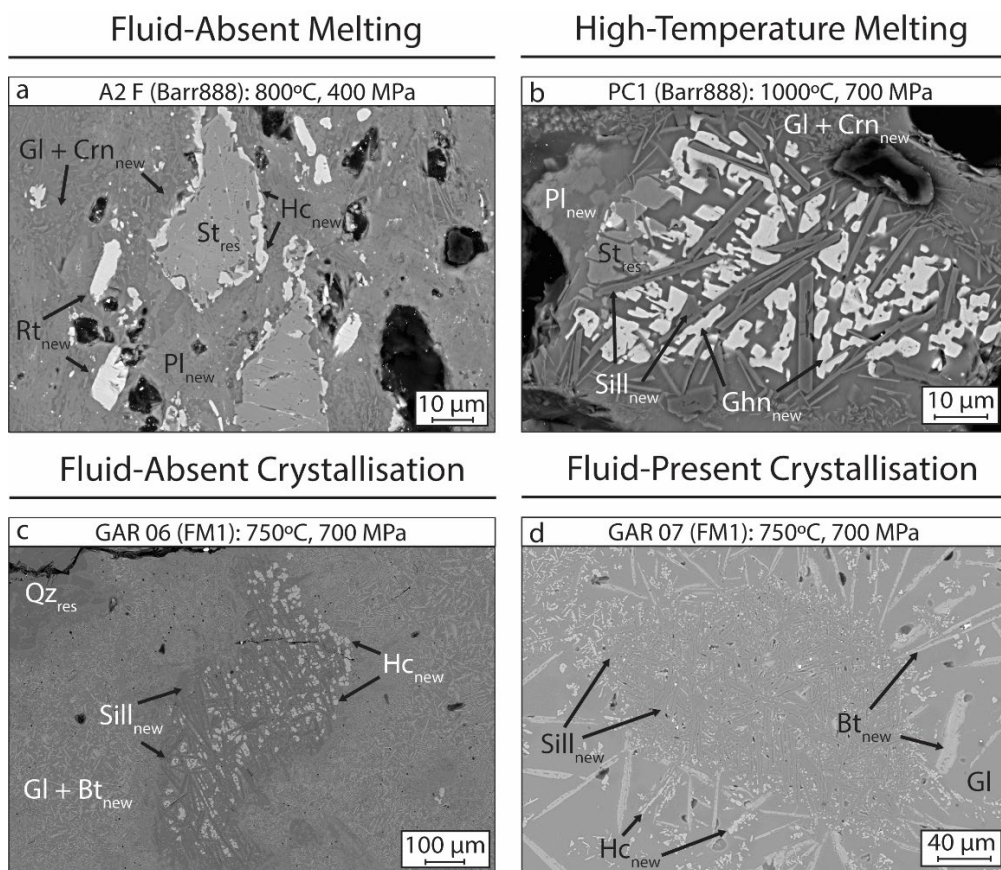 Fluid-Absent Melting
High-Temperature Melting
a A2 F (Barr888): 800ºC, 400 MPa
Gl + Crn new
Hc new
St res
Rt new
Pl new
10 µm
b PC1 (Barr888): 1000ºC, 700 MPa
Gl + Crn new
Pl new
St res
Sill new
Ghn new
10 µm
Fluid-Absent Crystallisation
Fluid-Present Crystallisation
c GAR 06 (FM1): 750ºC, 700 MPa
Qz res
Hc new
Sill new
Gl + Bt new
100 µm
d GAR 07 (FM1): 750ºC, 700 MPa
Sill new
Bt new
Gl
Hc new
40 µm